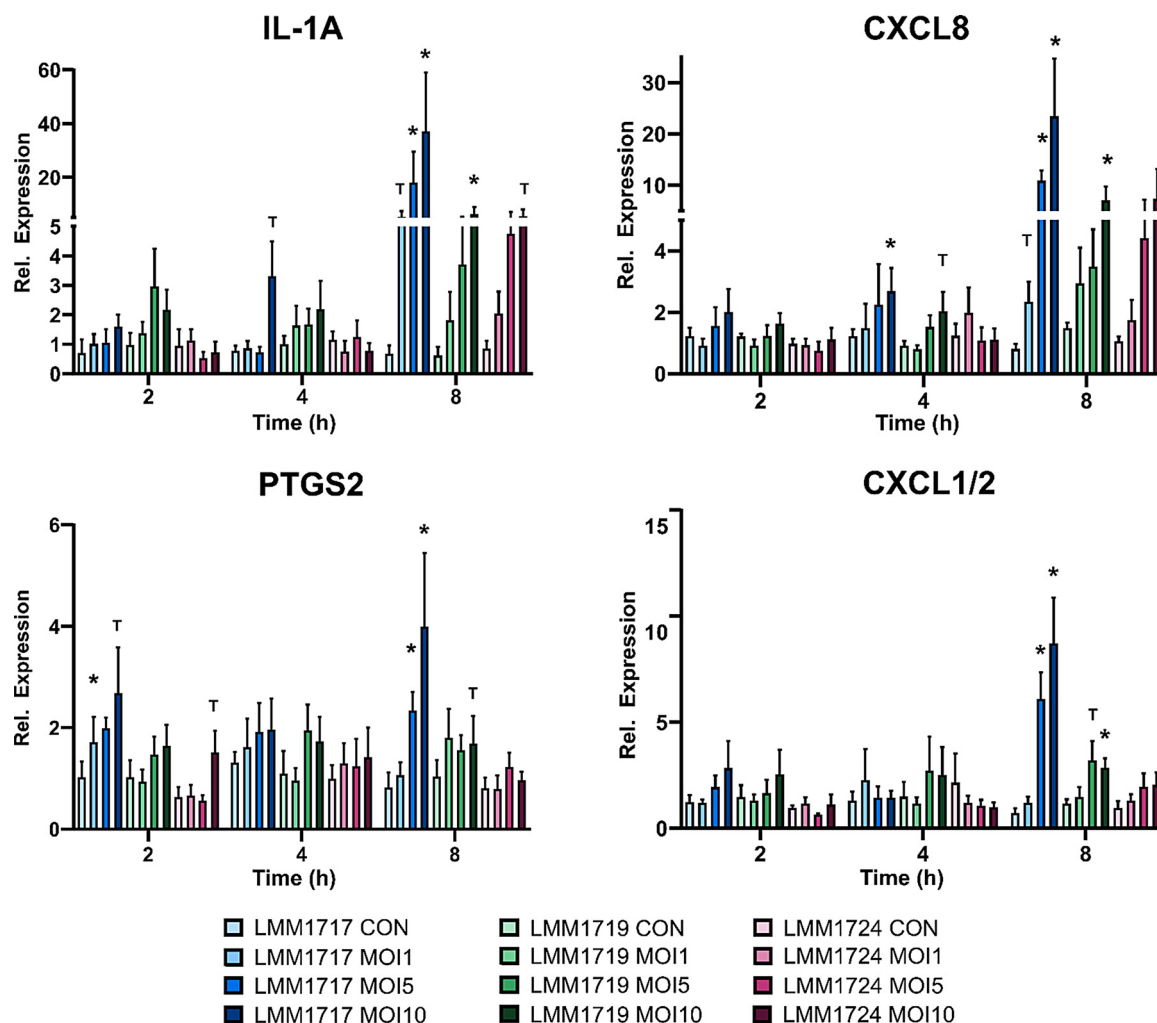 IL-1A
CXCL8
Rel. Expression
60
40
20
5
4
3
2
1
0
T
T
*
*
*
T
2
4
8
Time (h)
Rel. Expression
30
20
10
4
2
0
*
T
T
*
*
*
2
4
8
Time (h)
PTGS2
CXCL1/2
Rel. Expression
6
4
2
0
*
T
T
*
*
T
2
4
8
Time (h)
Rel. Expression
15
10
5
0
*
*
T
*
2
4
8
Time (h)
LMM1717 CON
LMM1719 CON
LMM1724 CON
LMM1717 MOI1
LMM1719 MOI1
LMM1724 MOI1
LMM1717 MOI5
LMM1719 MOI5
LMM1724 MOI5
LMM1717 MOI10
LMM1719 MOI10
LMM1724 MOI10